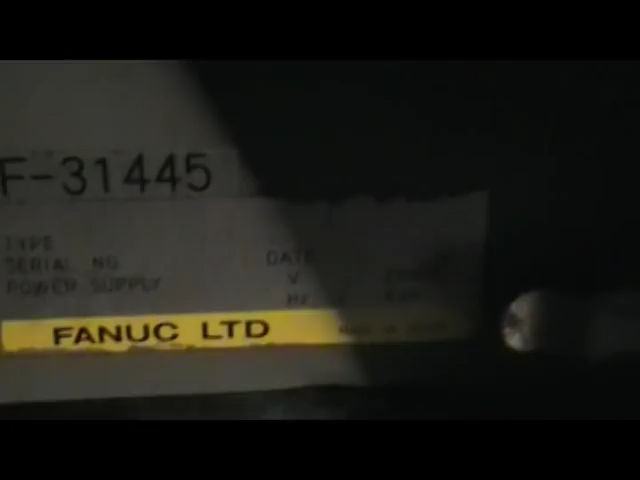 F-31445
TYPE
SERIAL NO DATE
POWER SUPPLY V
Hz
FANUC LTD